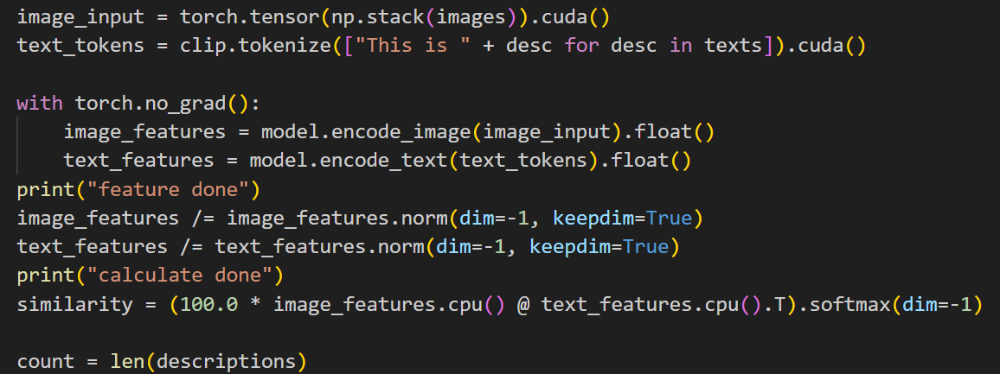 image_input = torch.tensor(np.stack(images)).cuda()
text_tokens = clip.tokenize(["This is " + desc for desc in texts]).cuda()
with torch.no_grad():
    image_features = model.encode_image(image_input).float()
    text_features = model.encode_text(text_tokens).float()
print("feature done")
image_features /= image_features.norm(dim=-1, keepdim=True)
text_features /= text_features.norm(dim=-1, keepdim=True)
print("calculate done")
similarity = (100.0 * image_features.cpu() @ text_features.cpu().T).softmax(dim=-1)
count = len(descriptions)